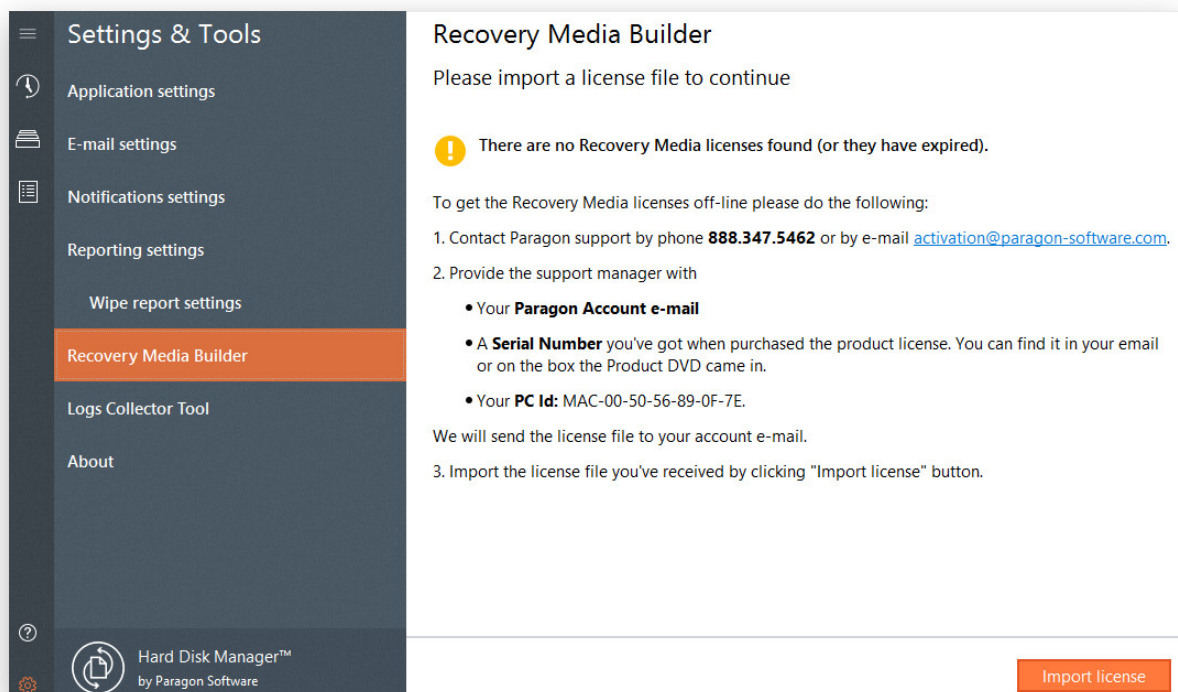 Settings & Tools
Application settings
E-mail settings
Notifications settings
Reporting settings
Wipe report settings
Recovery Media Builder
Logs Collector Tool
About
Hard Disk Manager™
by Paragon Software
Recovery Media Builder
Please import a license file to continue
There are no Recovery Media licenses found (or they have expired).
To get the Recovery Media licenses off-line please do the following:
1. Contact Paragon support by phone 888.347.5462 or by e-mail activation@paragon-software.com.
2. Provide the support manager with
• Your Paragon Account e-mail
• A Serial Number you've got when purchased the product license. You can find it in your email
or on the box the Product DVD came in.
• Your PC Id: MAC-00-50-56-89-0F-7E.
We will send the license file to your account e-mail.
3. Import the license file you've received by clicking "Import license" button.
Import license